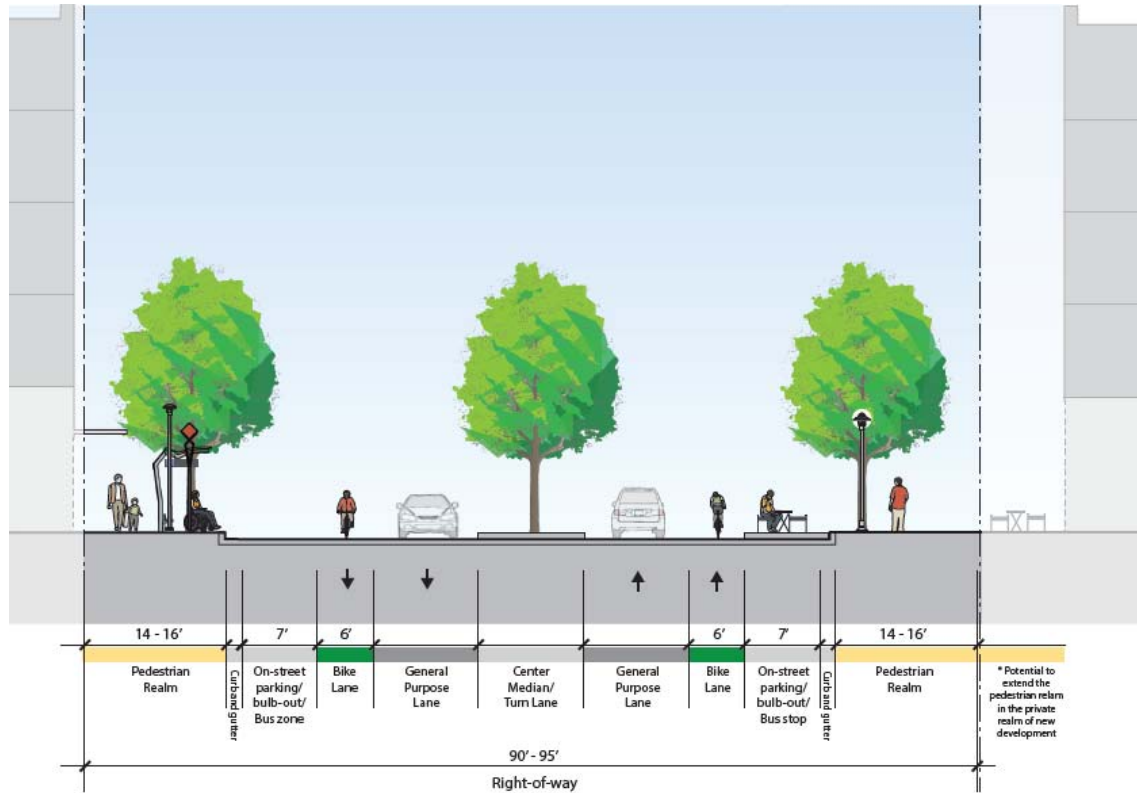 14 - 16'
7'
6'
6'
7'
14 - 16'
Pedestrian
Realm
Curb and gutter
On-street
parking/
bulb-out/
Bus zone
Bike
Lane
General
Purpose
Lane
Center
Median/
Turn Lane
General
Purpose
Lane
Bike
Lane
On-street
parking/
bulb-out/
Bus stop
Curb and gutter
Pedestrian
Realm
* Potential to
extend the
pedestrian relam
in the private
realm of new
development
90' - 95'
Right-of-way